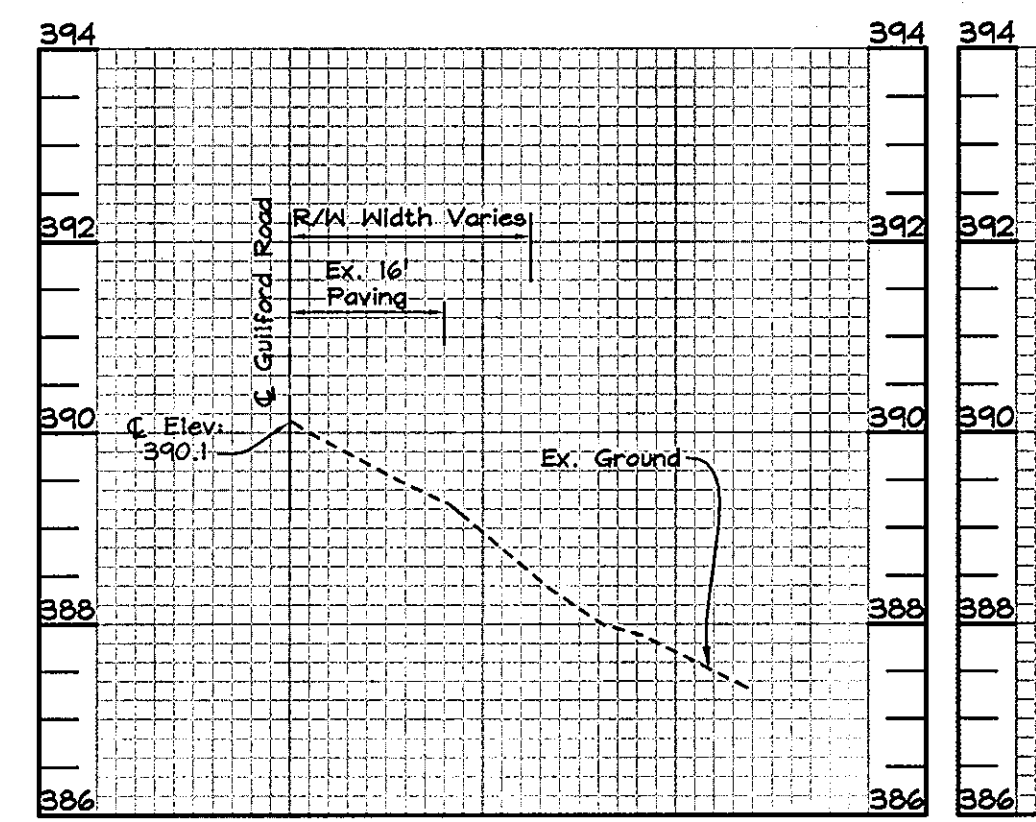 394 394 394
R/W Width Varies
392 392 392
Ex. 16'
Paving
℄ Guilford Road
390 390 390
℄ Elev:
390.1
Ex. Ground
388 388 388
386 386 386